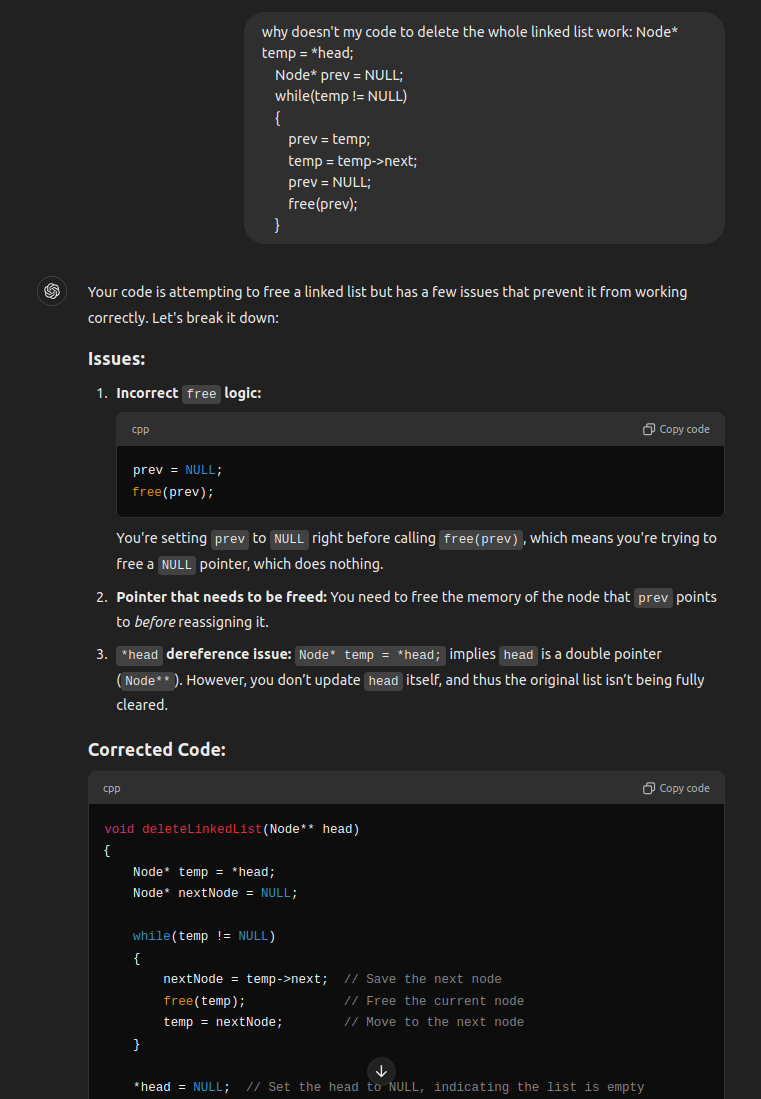 why doesn't my code to delete the whole linked list work: Node*
temp = *head;
Node* prev = NULL;
while(temp != NULL)
{
prev = temp;
temp = temp->next;
prev = NULL;
free(prev);
}
Your code is attempting to free a linked list but has a few issues that prevent it from working
correctly. Let's break it down:
Issues:
1. Incorrect free logic:
cpp Copy code
prev = NULL;
free(prev);
You're setting prev to NULL right before calling free(prev), which means you're trying to
free a NULL pointer, which does nothing.
2. Pointer that needs to be freed: You need to free the memory of the node that prev points
to before reassigning it.
3. *head dereference issue: Node* temp = *head; implies head is a double pointer
(Node**). However, you don’t update head itself, and thus the original list isn’t being fully
cleared.
Corrected Code:
cpp Copy code
void deleteLinkedList(Node** head)
{
Node* temp = *head;
Node* nextNode = NULL;
while(temp != NULL)
{
nextNode = temp->next; // Save the next node
free(temp); // Free the current node
temp = nextNode; // Move to the next node
}
*head = NULL; // Set the head to NULL, indicating the list is empty